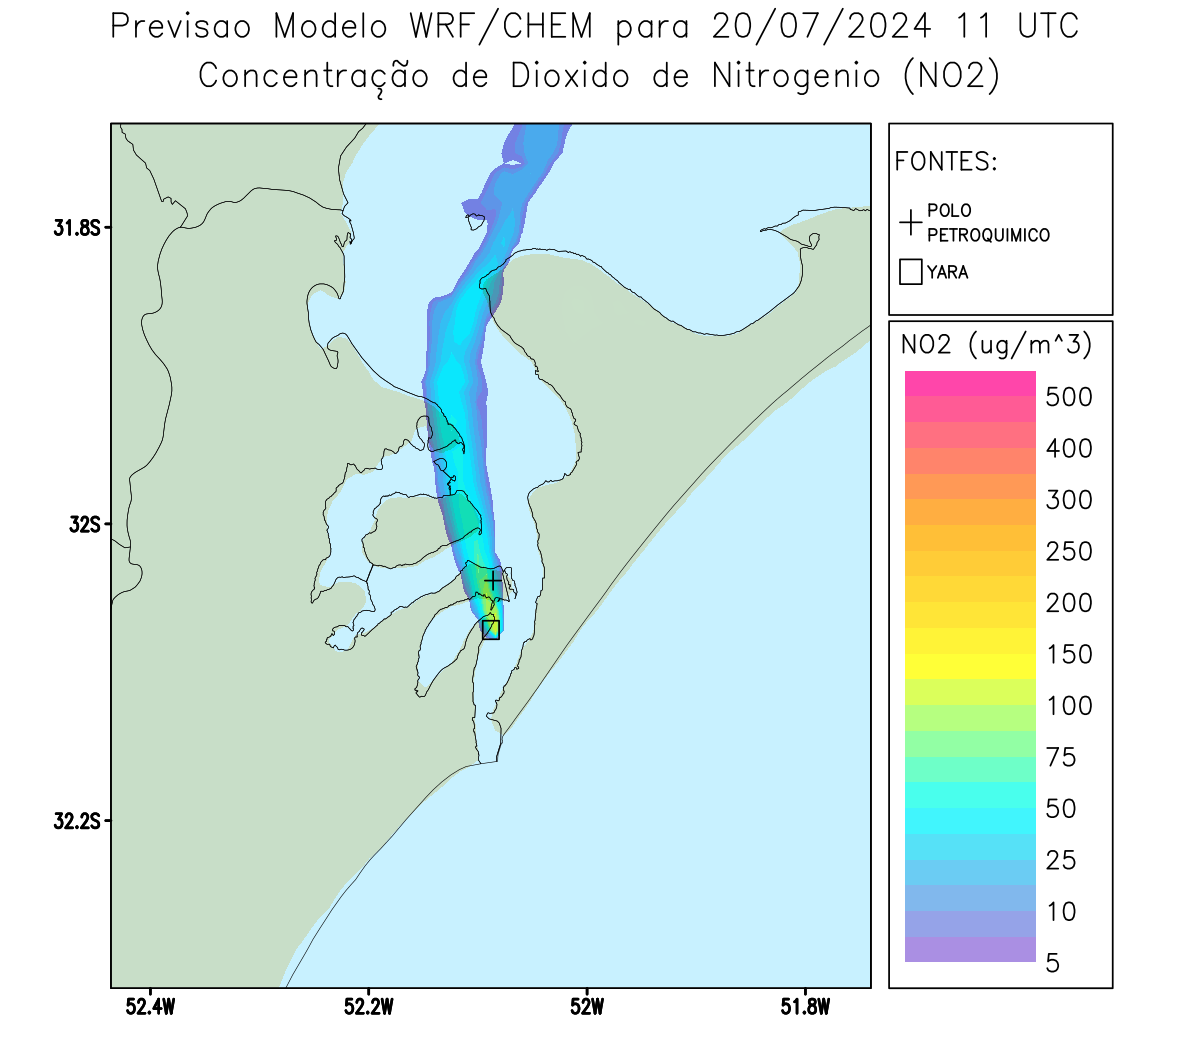 Previsao Modelo WRF/CHEM para 20/07/2024 11 UTC
Concentração de Dioxido de Nitrogenio (NO2)
FONTES:
POLO
PETROQUIMICO
YARA
NO2 (ug/m^3)
500
400
300
250
200
150
100
75
50
25
10
5
31.8S
32S
32.2S
52.4W
52.2W
52W
51.8W